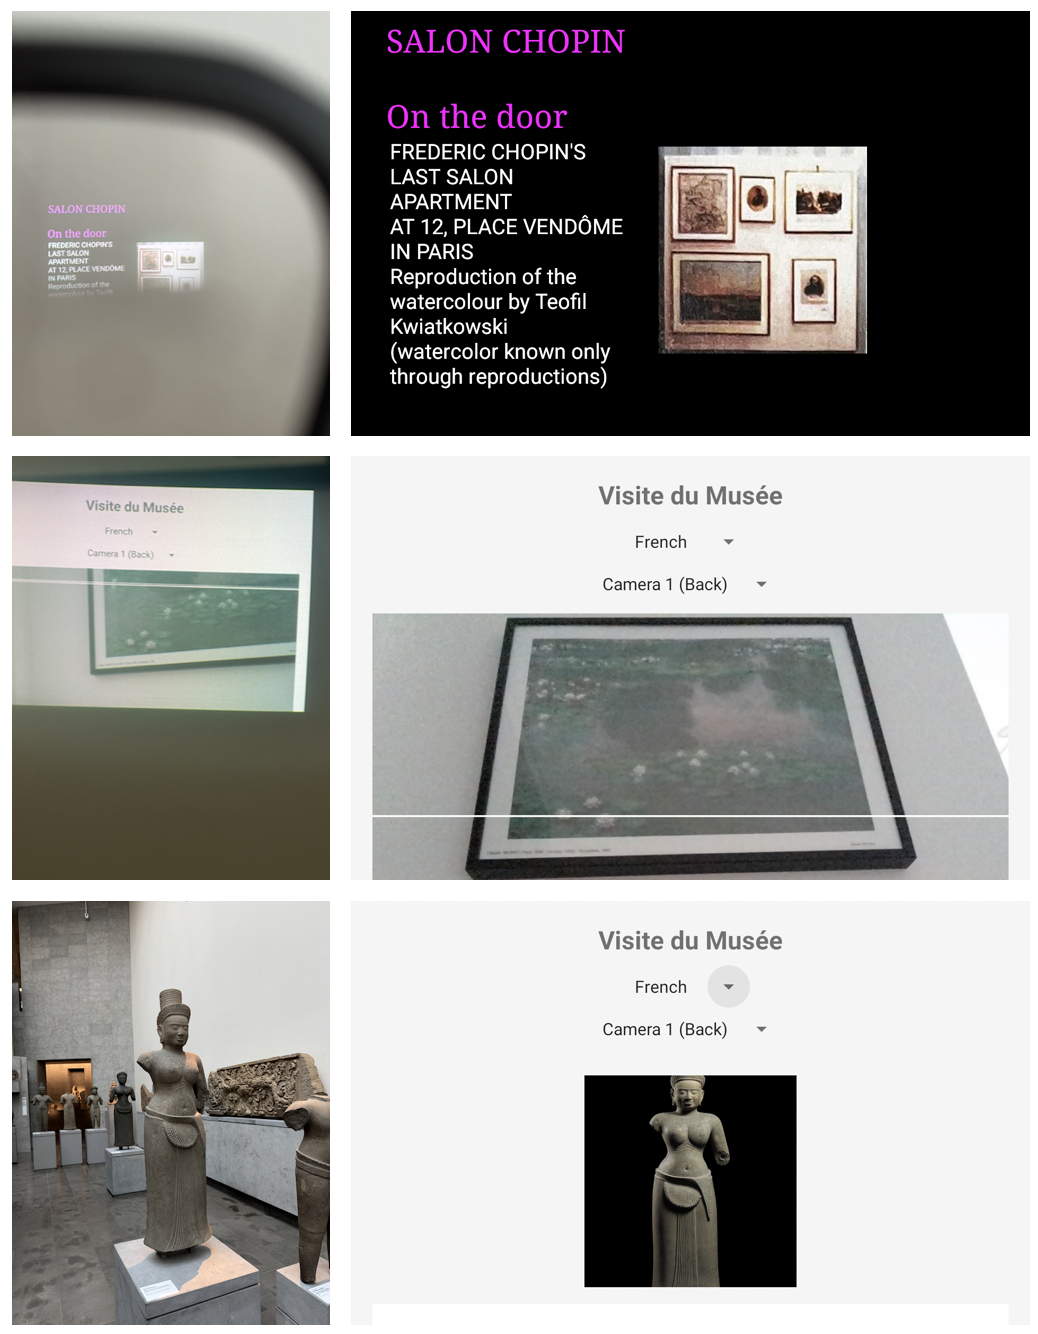 SALON CHOPIN
On the door
FREDERIC CHOPIN'S
LAST SALON
APARTMENT
AT 12, PLACE VENDÔME
IN PARIS
Reproduction of the
watercolour by Teofil
SALON CHOPIN
On the door
FREDERIC CHOPIN'S
LAST SALON
APARTMENT
AT 12, PLACE VENDÔME
IN PARIS
Reproduction of the
watercolour by Teofil
Kwiatkowski
(watercolor known only
through reproductions)
Visite du Musée
French
Camera 1 (Back)
Visite du Musée
French
Camera 1 (Back)
Visite du Musée
French
Camera 1 (Back)